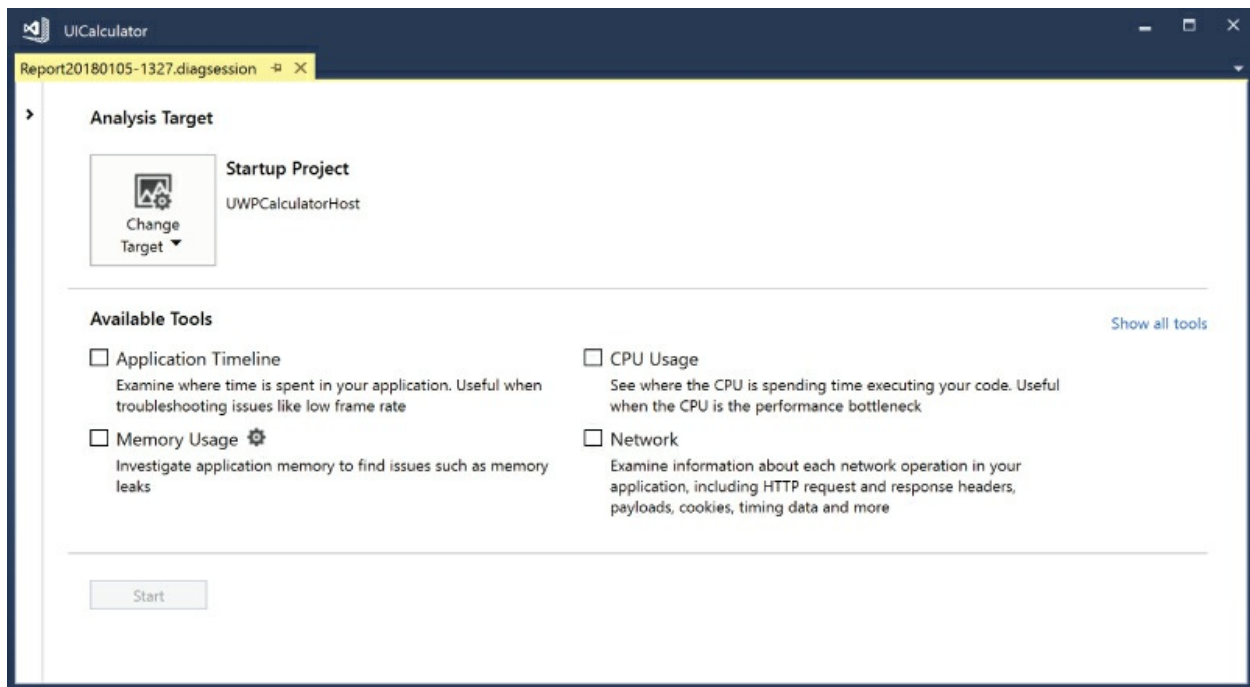 UICalculator
Report20180105-1327.diagsession
Analysis Target
Change
Target
Startup Project
UWPCalculatorHost
Available Tools
Show all tools
Application Timeline
Examine where time is spent in your application. Useful when
troubleshooting issues like low frame rate
CPU Usage
See where the CPU is spending time executing your code. Useful
when the CPU is the performance bottleneck
Memory Usage
Investigate application memory to find issues such as memory
leaks
Network
Examine information about each network operation in your
application, including HTTP request and response headers,
payloads, cookies, timing data and more
Start